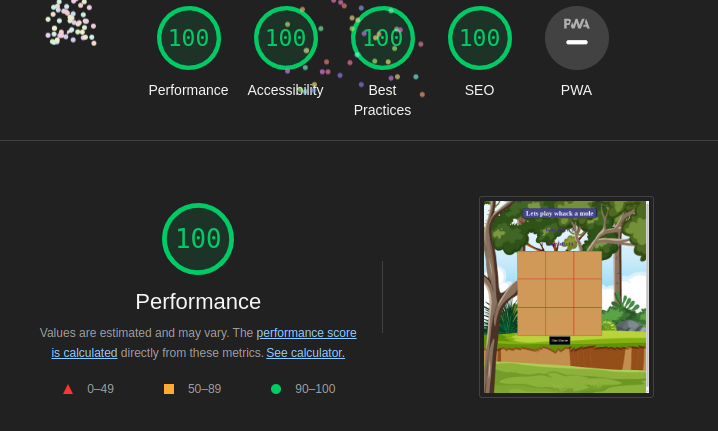 100 100 100 100 PWA
Performance Accessibility Best Practices SEO PWA
100
Performance
Values are estimated and may vary. The performance score
is calculated directly from these metrics. See calculator.
0–49 50–89 90–100
Lets play whack a mole